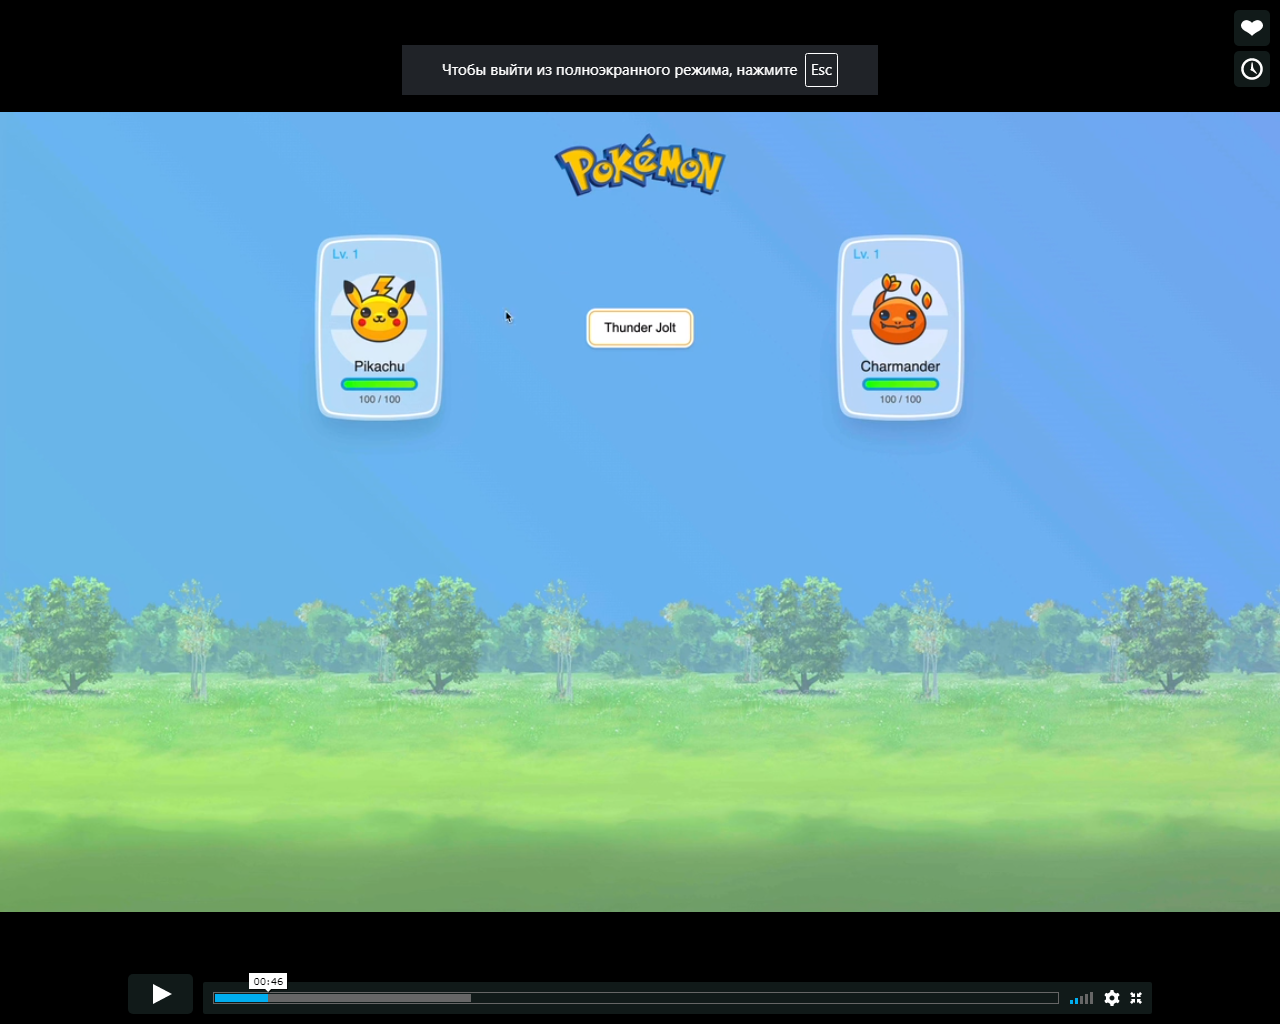 Чтобы выйти из полноэкранного режима, нажмите Esc
POKéMON
Lv. 1
Pikachu
100 / 100
Thunder Jolt
Lv. 1
Charmander
100 / 100
00:46